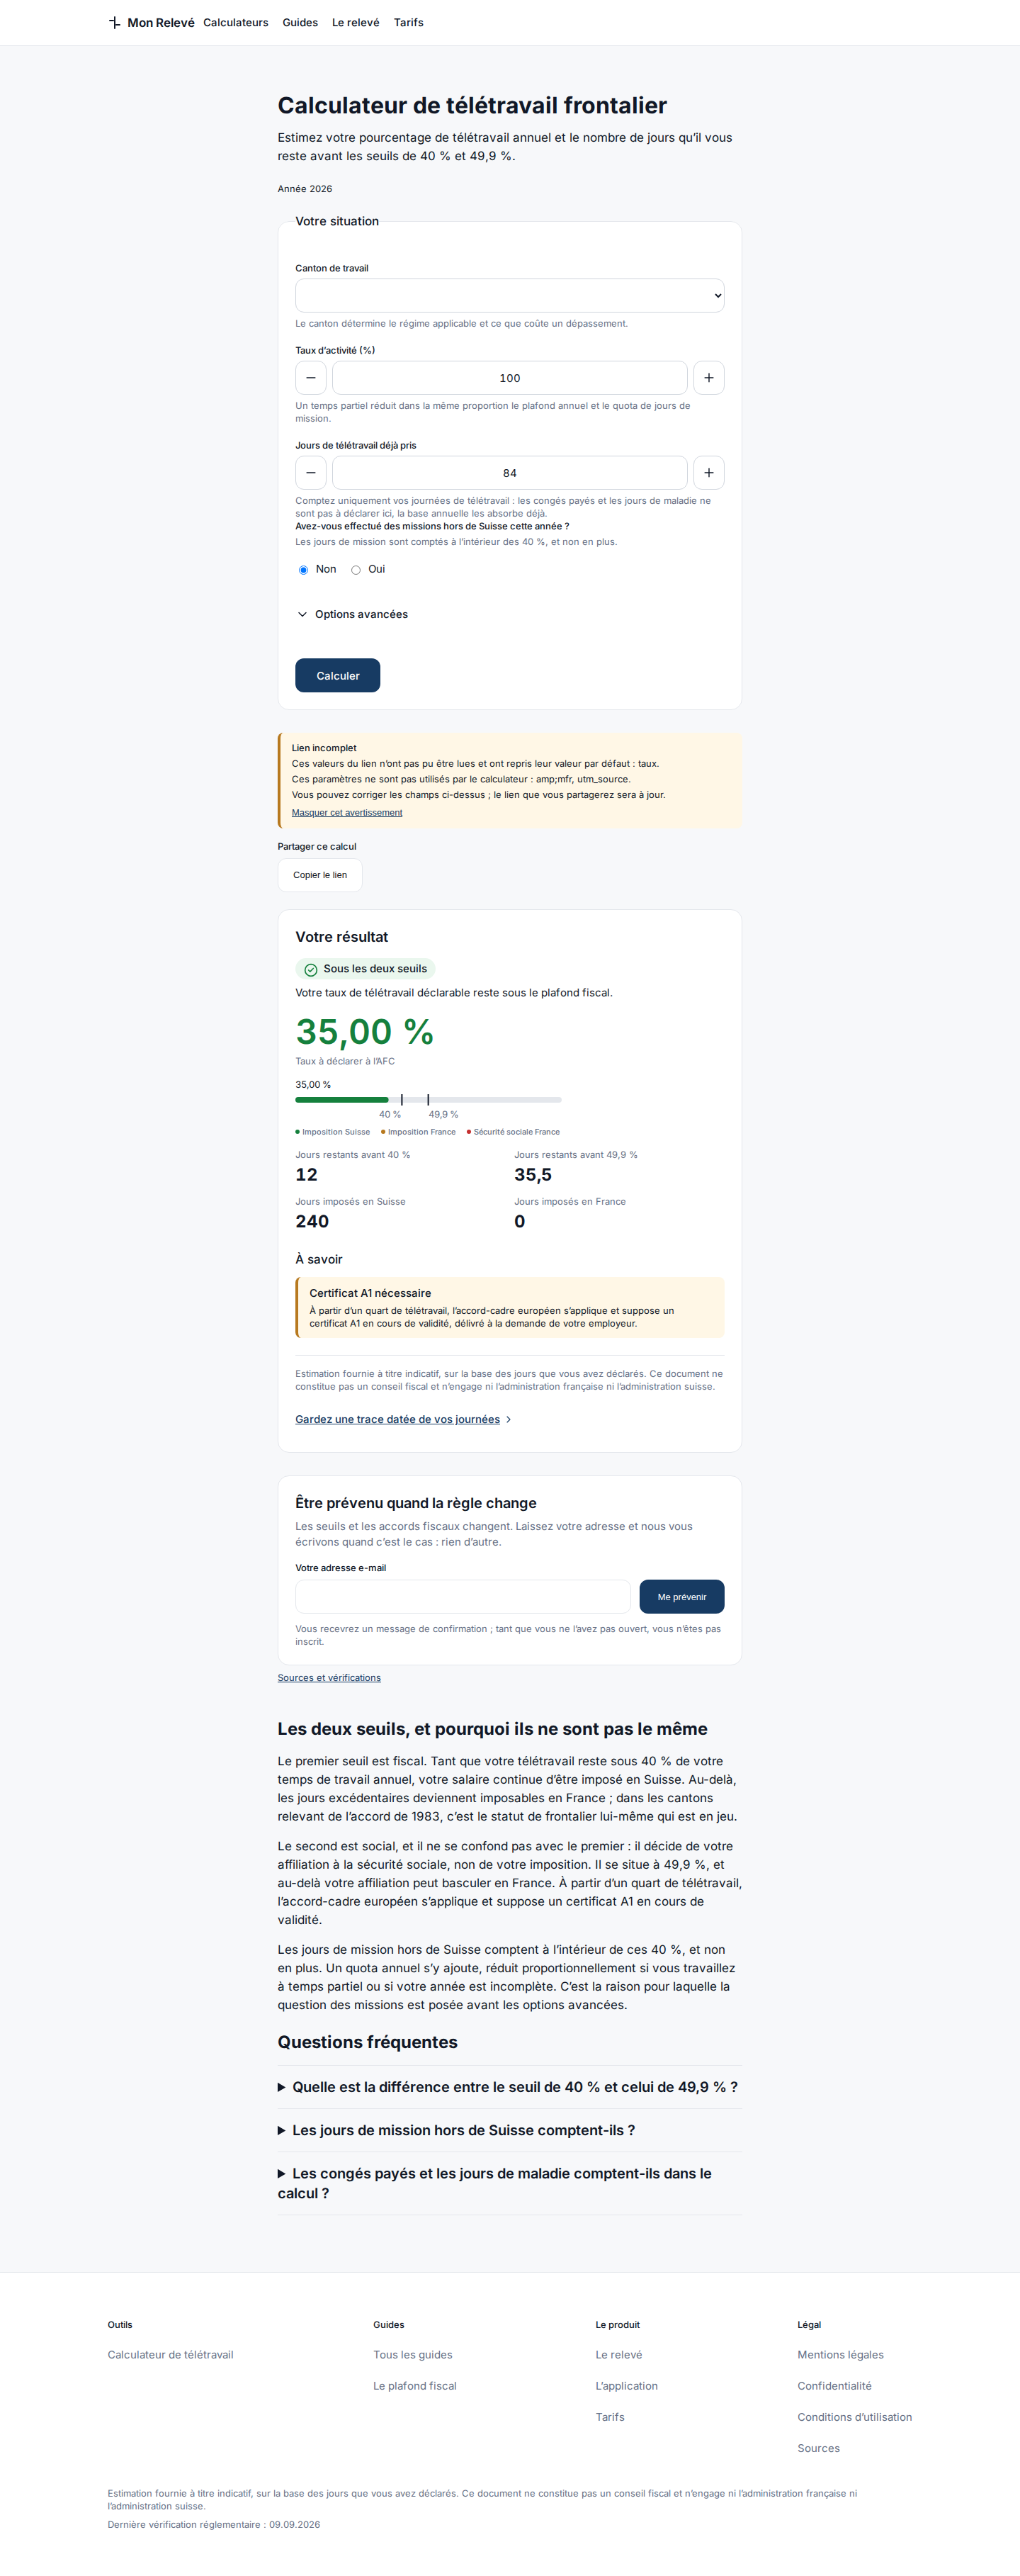 Mon Relevé Calculateurs Guides Le relevé Tarifs
Calculateur de télétravail frontalier
Estimez votre pourcentage de télétravail annuel et le nombre de jours qu’il vous
reste avant les seuils de 40 % et 49,9 %.
Année 2026
Votre situation
Canton de travail
Le canton détermine le régime applicable et ce que coûte un dépassement.
Taux d’activité (%)
100
Un temps partiel réduit dans la même proportion le plafond annuel et le quota de jours de
mission.
Jours de télétravail déjà pris
84
Comptez uniquement vos journées de télétravail : les congés payés et les jours de maladie ne
sont pas à déclarer ici, la base annuelle les absorbe déjà.
Avez-vous effectué des missions hors de Suisse cette année ?
Les jours de mission sont comptés à l’intérieur des 40 %, et non en plus.
Non Oui
Options avancées
Calculer
Lien incomplet
Ces valeurs du lien n’ont pas pu être lues et ont repris leur valeur par défaut : taux.
Ces paramètres ne sont pas utilisés par le calculateur : amp;mfr, utm_source.
Vous pouvez corriger les champs ci-dessus ; le lien que vous partagerez sera à jour.
Masquer cet avertissement
Partager ce calcul
Copier le lien
Votre résultat
Sous les deux seuils
Votre taux de télétravail déclarable reste sous le plafond fiscal.
35,00 %
Taux à déclarer à l’AFC
35,00 %
40 % 49,9 %
Imposition Suisse Imposition France Sécurité sociale France
Jours restants avant 40 % Jours restants avant 49,9 %
12 35,5
Jours imposés en Suisse Jours imposés en France
240 0
À savoir
Certificat A1 nécessaire
À partir d’un quart de télétravail, l’accord-cadre européen s’applique et suppose un
certificat A1 en cours de validité, délivré à la demande de votre employeur.
Estimation fournie à titre indicatif, sur la base des jours que vous avez déclarés. Ce document ne
constitue pas un conseil fiscal et n’engage ni l’administration française ni l’administration suisse.
Gardez une trace datée de vos journées
Être prévenu quand la règle change
Les seuils et les accords fiscaux changent. Laissez votre adresse et nous vous
écrivons quand c’est le cas : rien d’autre.
Votre adresse e-mail
Me prévenir
Vous recevrez un message de confirmation ; tant que vous ne l’avez pas ouvert, vous n’êtes pas
inscrit.
Sources et vérifications
Les deux seuils, et pourquoi ils ne sont pas le même
Le premier seuil est fiscal. Tant que votre télétravail reste sous 40 % de votre
temps de travail annuel, votre salaire continue d’être imposé en Suisse. Au-delà,
les jours excédentaires deviennent imposables en France ; dans les cantons
relevant de l’accord de 1983, c’est le statut de frontalier lui-même qui est en jeu.
Le second est social, et il ne se confond pas avec le premier : il décide de votre
affiliation à la sécurité sociale, non de votre imposition. Il se situe à 49,9 %, et
au-delà votre affiliation peut basculer en France. À partir d’un quart de télétravail,
l’accord-cadre européen s’applique et suppose un certificat A1 en cours de
validité.
Les jours de mission hors de Suisse comptent à l’intérieur de ces 40 %, et non
en plus. Un quota annuel s’y ajoute, réduit proportionnellement si vous travaillez
à temps partiel ou si votre année est incomplète. C’est la raison pour laquelle la
question des missions est posée avant les options avancées.
Questions fréquentes
Quelle est la différence entre le seuil de 40 % et celui de 49,9 % ?
Les jours de mission hors de Suisse comptent-ils ?
Les congés payés et les jours de maladie comptent-ils dans le
calcul ?
Outils Guides Le produit Légal
Calculateur de télétravail Tous les guides Le relevé Mentions légales
Le plafond fiscal L’application Confidentialité
Tarifs Conditions d’utilisation
Sources
Estimation fournie à titre indicatif, sur la base des jours que vous avez déclarés. Ce document ne constitue pas un conseil fiscal et n’engage ni l’administration française ni
l’administration suisse.
Dernière vérification réglementaire : 09.09.2026